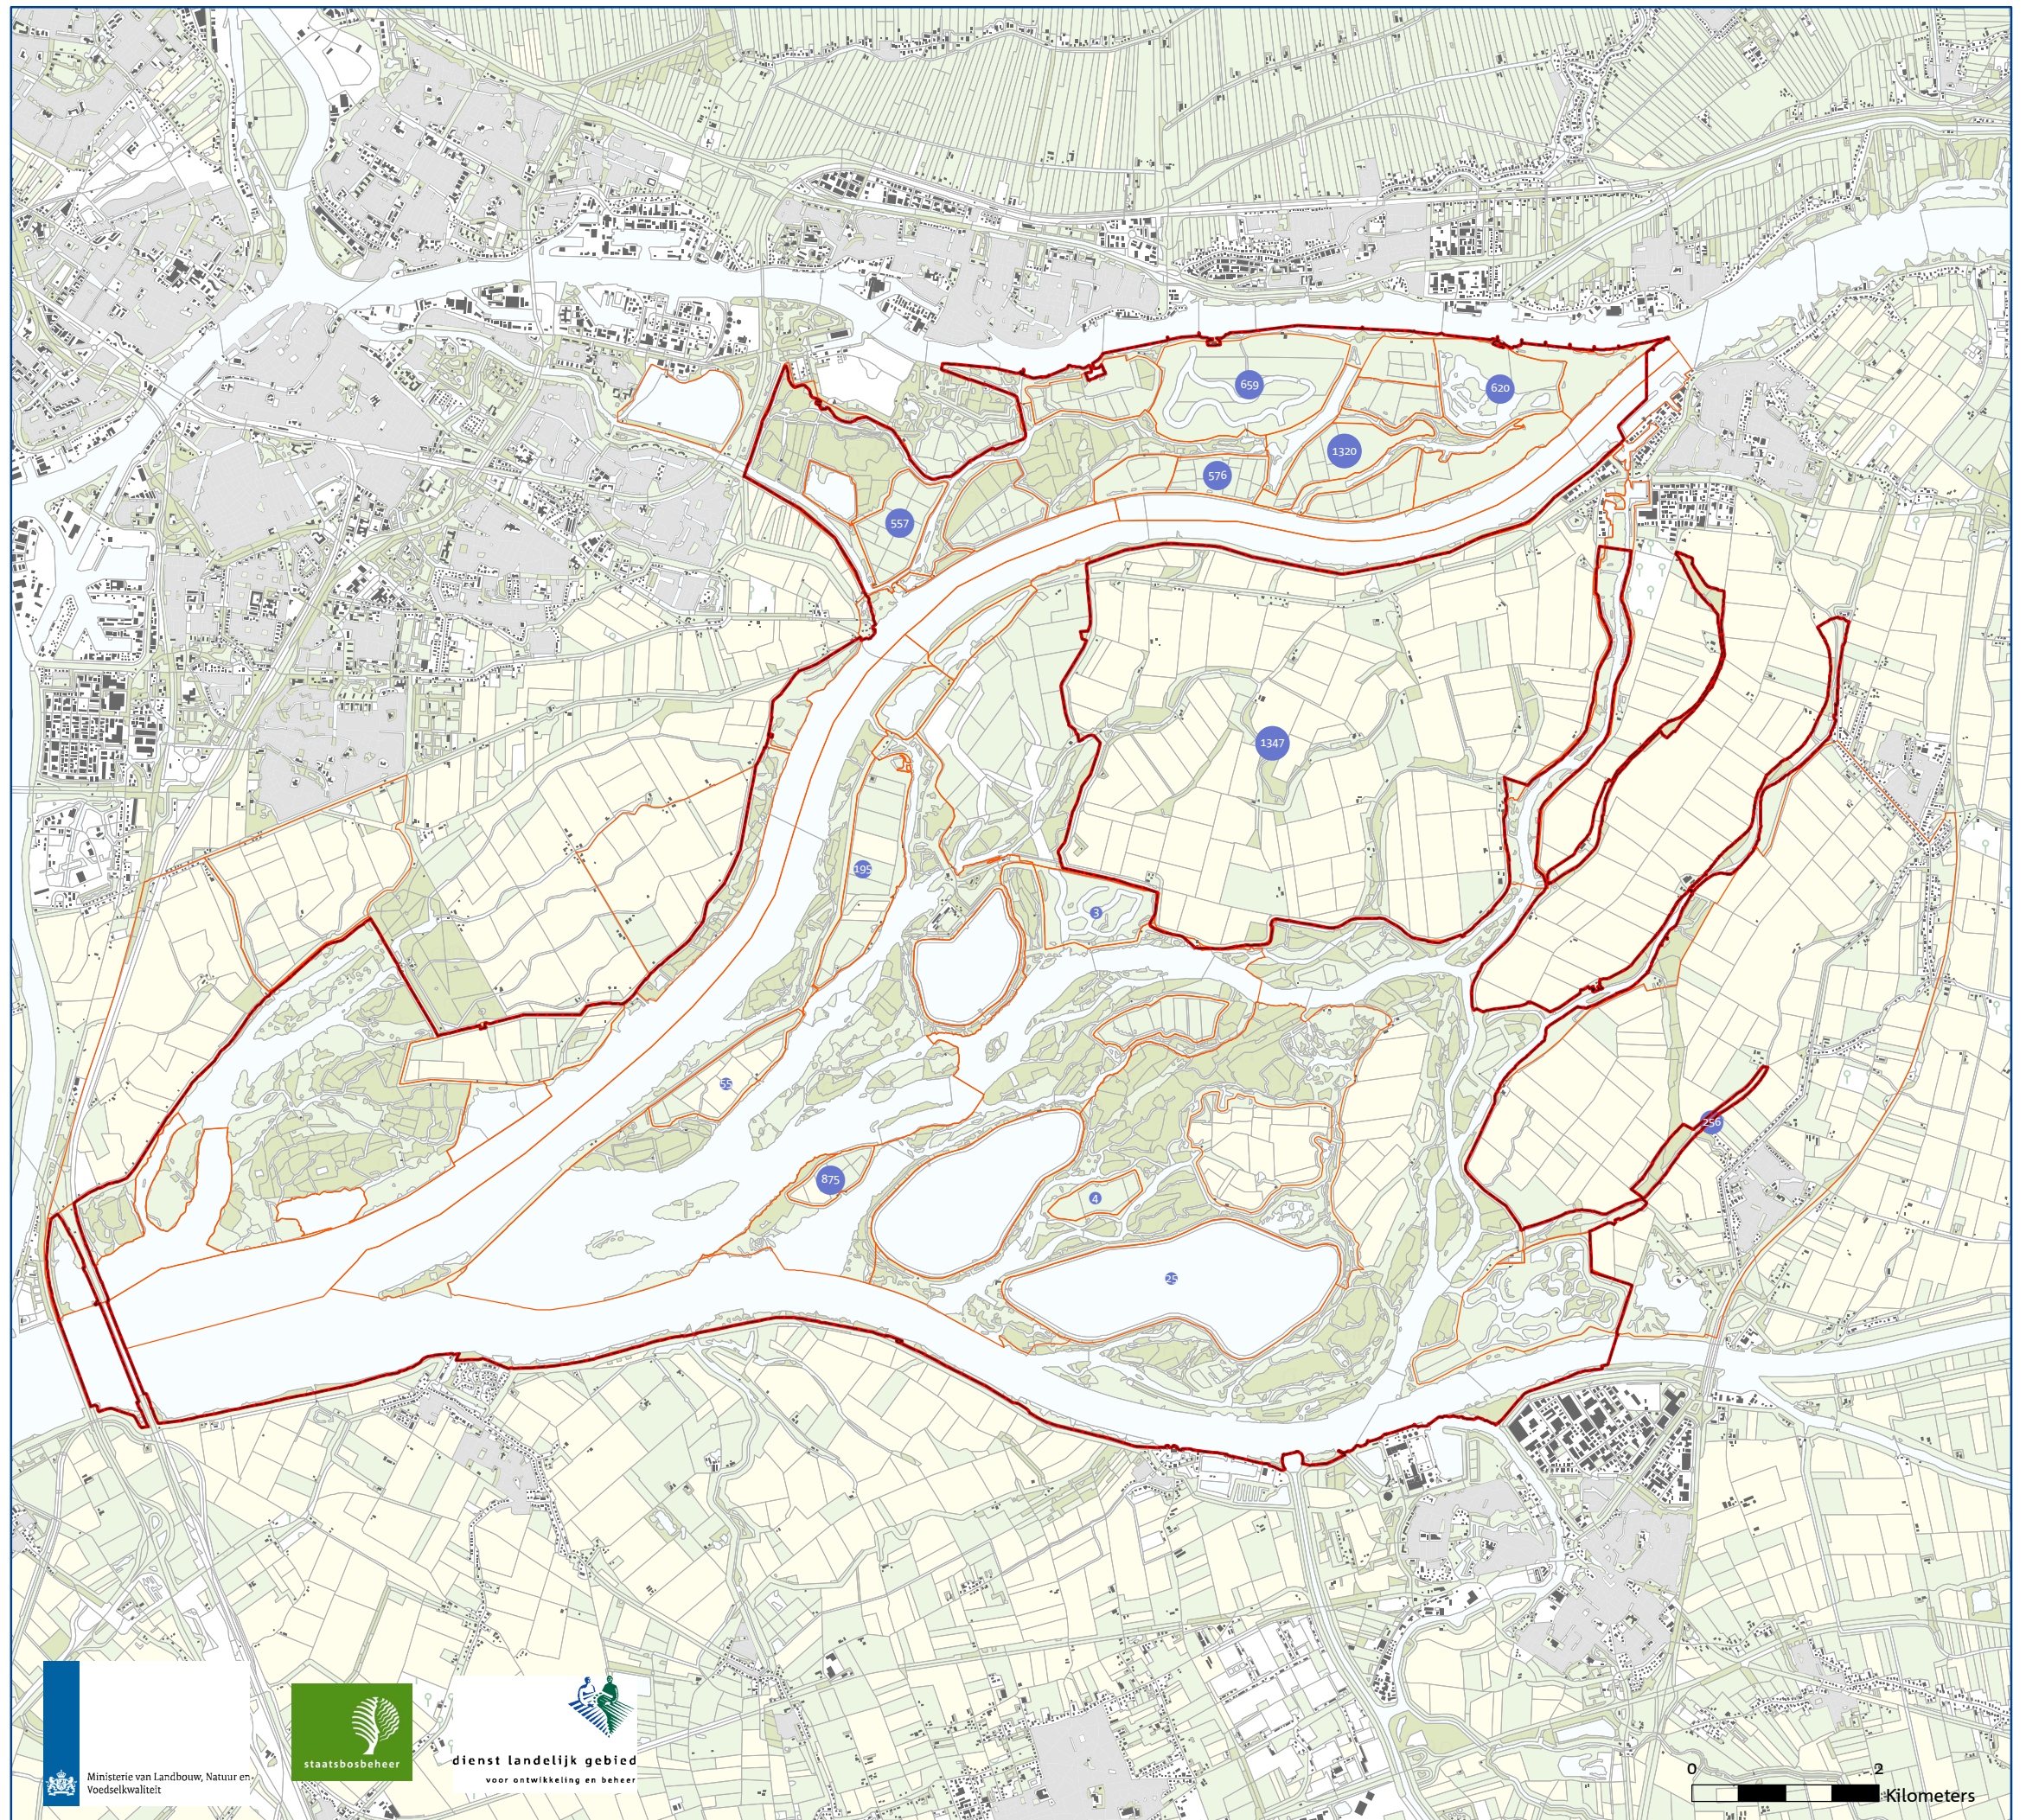 659
620
1320
576
557
1347
195
3
55
256
875
4
25
Ministerie van Landbouw, Natuur en
Voedselkwaliteit
staatsbosbeheer
dienst landelijk gebied
voor ontwikkeling en beheer
0 2
Kilometers